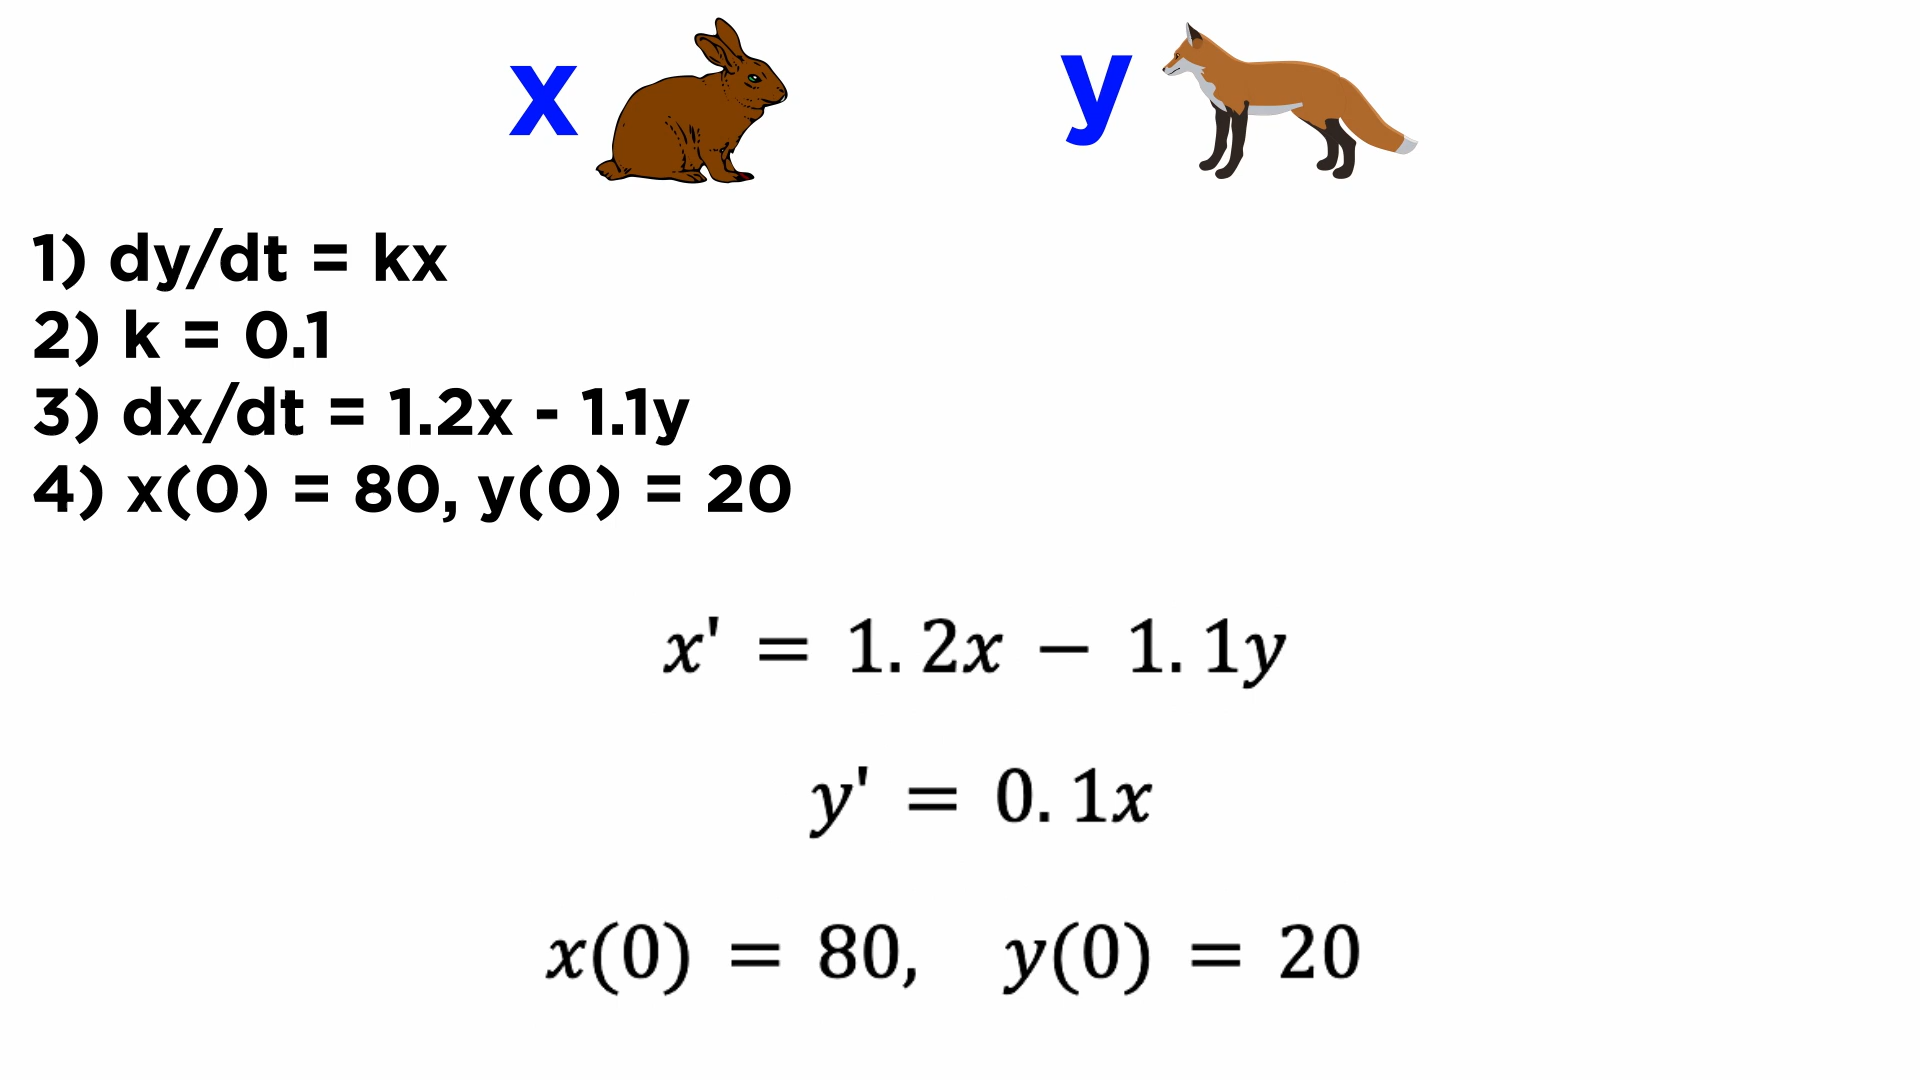 x y
1) dy/dt = kx
2) k = 0.1
3) dx/dt = 1.2x - 1.1y
4) x(0) = 80, y(0) = 20
x' = 1.2x − 1.1y
y' = 0.1x
x(0) = 80, y(0) = 20